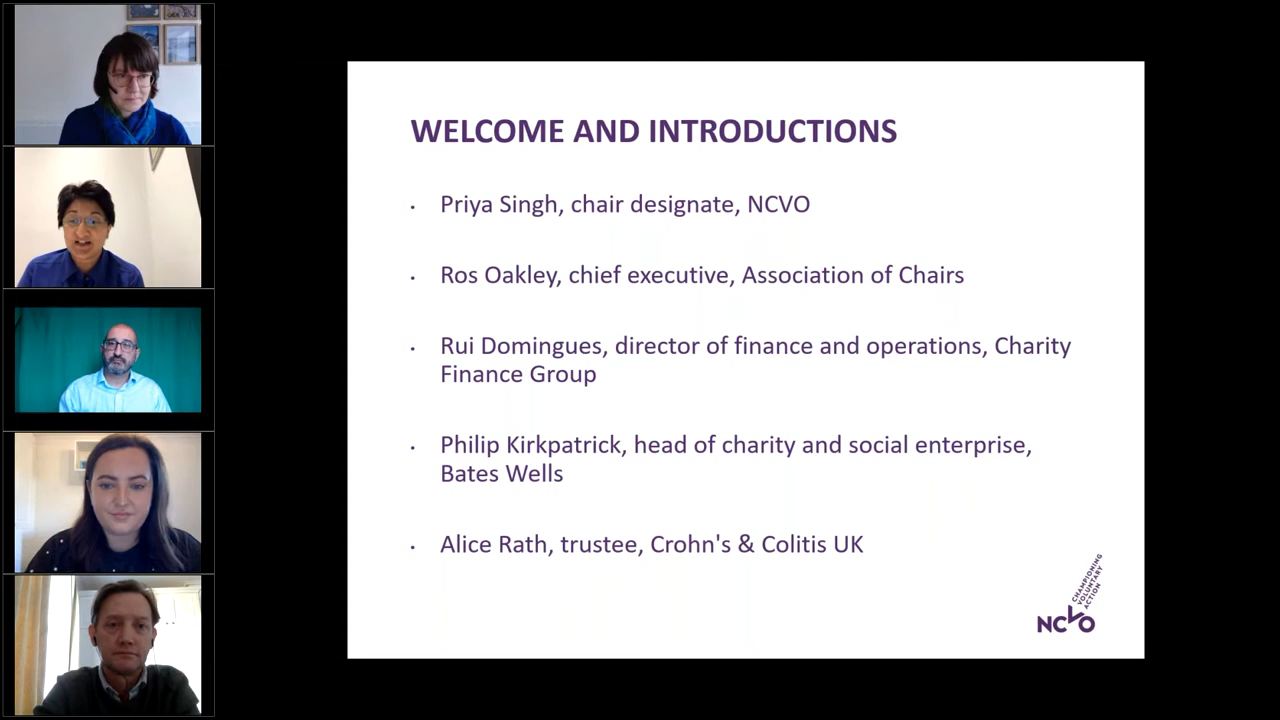 WELCOME AND INTRODUCTIONS
• Priya Singh, chair designate, NCVO
• Ros Oakley, chief executive, Association of Chairs
• Rui Domingues, director of finance and operations, Charity
Finance Group
• Philip Kirkpatrick, head of charity and social enterprise,
Bates Wells
• Alice Rath, trustee, Crohn's & Colitis UK
CHAMPIONING
VOLUNTARY
ACTION
NCVO